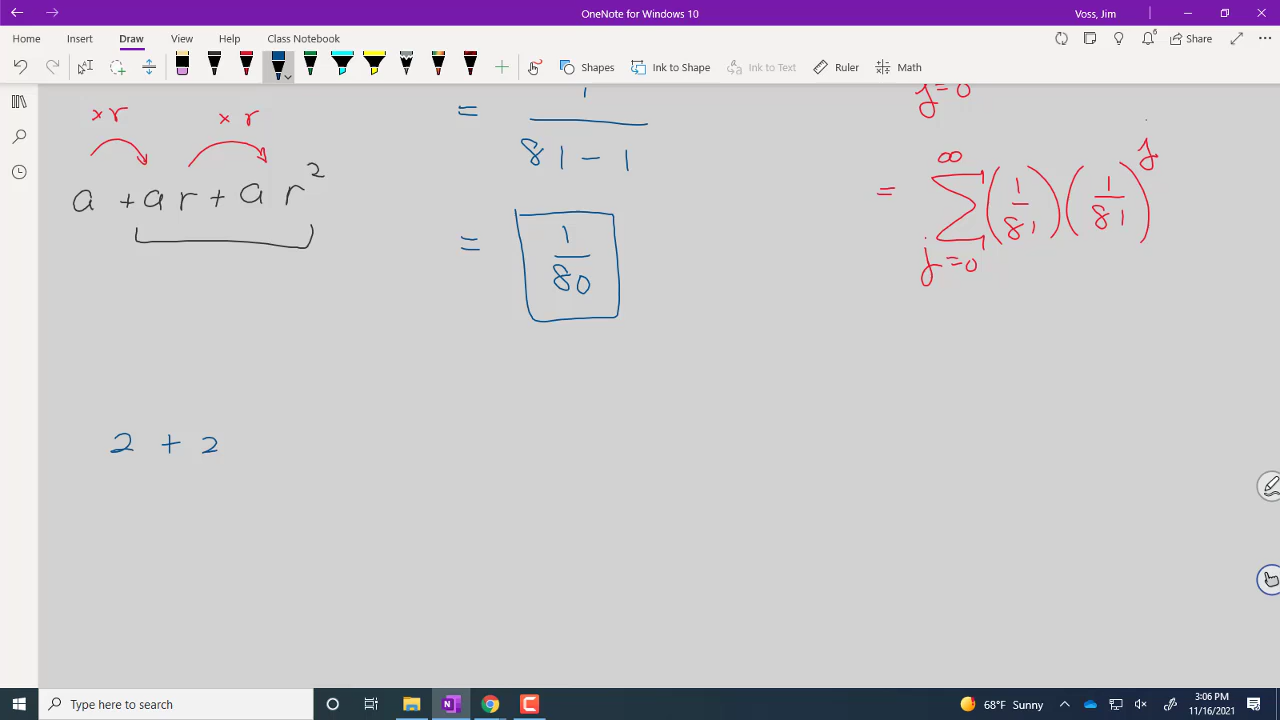 OneNote for Windows 10
Voss, Jim
Home Insert Draw View Help Class Notebook
Share
Shapes Ink to Shape Ink to Text Ruler Math
× r × r
a + ar + ar²
= 1 / (81 − 1)
= 1/80
j=0
= ∑ (1/81)(1/81)^j
∞
j=0
2 + 2
Type here to search
68°F Sunny
3:06 PM
11/16/2021